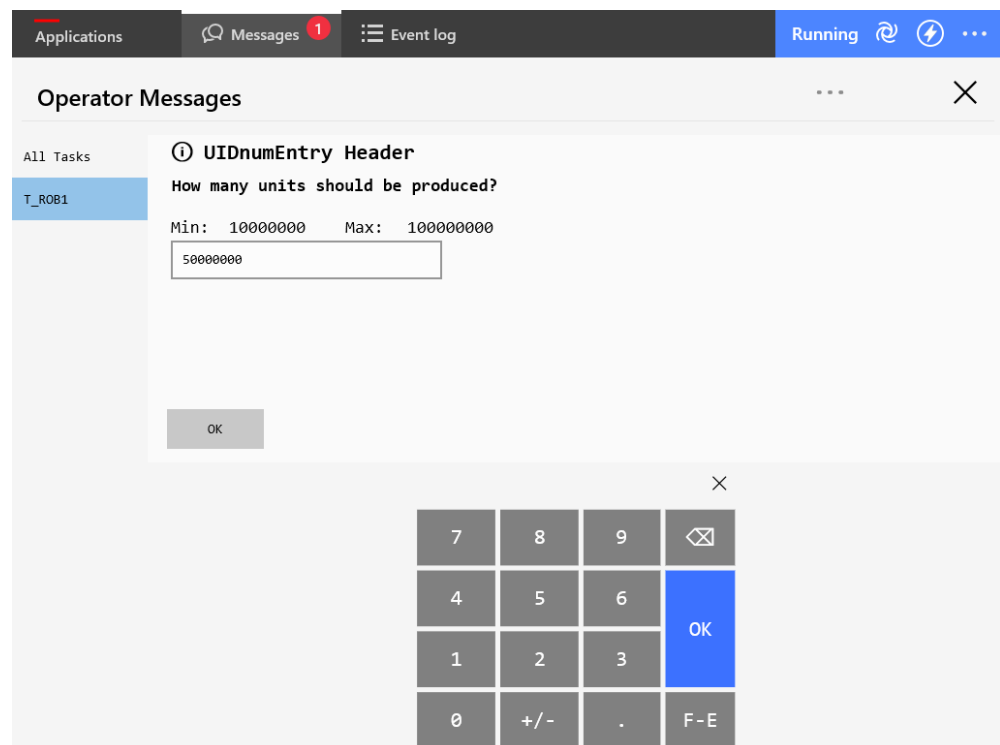 Applications Messages 1 Event log Running
Operator Messages
All Tasks
T_ROB1
UIDnumEntry Header
How many units should be produced?
Min: 10000000 Max: 100000000
50000000
OK
7 8 9
4 5 6
OK
1 2 3
0 +/- . F-E